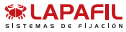 LAPAFIL
SISTEMAS DE FIJACIÓN